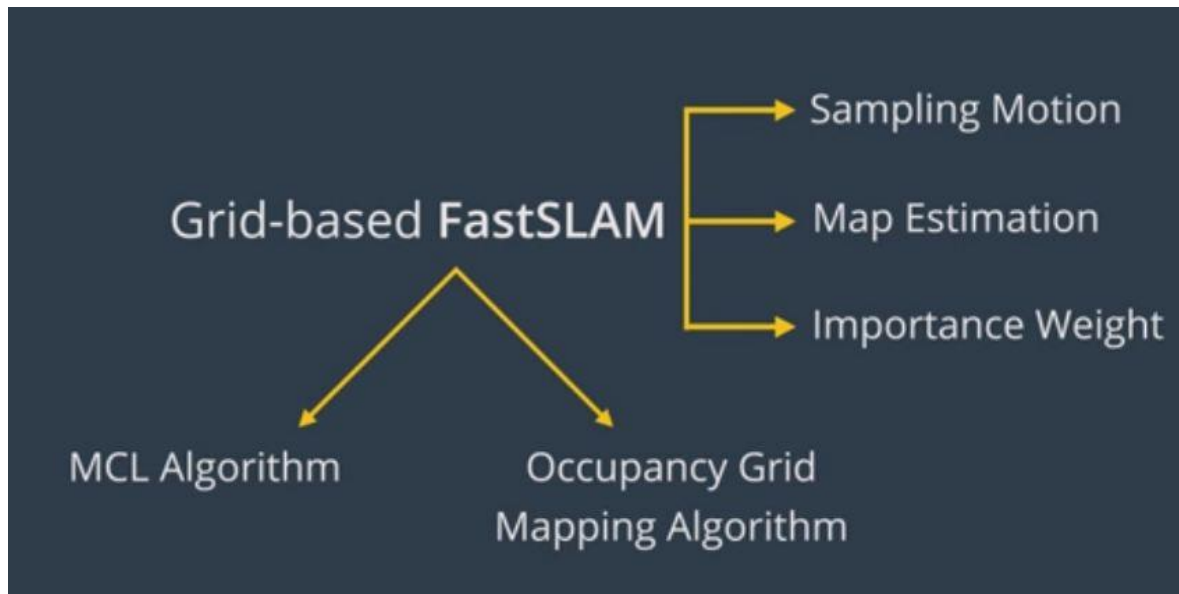 Sampling Motion
Grid-based FastSLAM
Map Estimation
Importance Weight
MCL Algorithm
Occupancy Grid
Mapping Algorithm